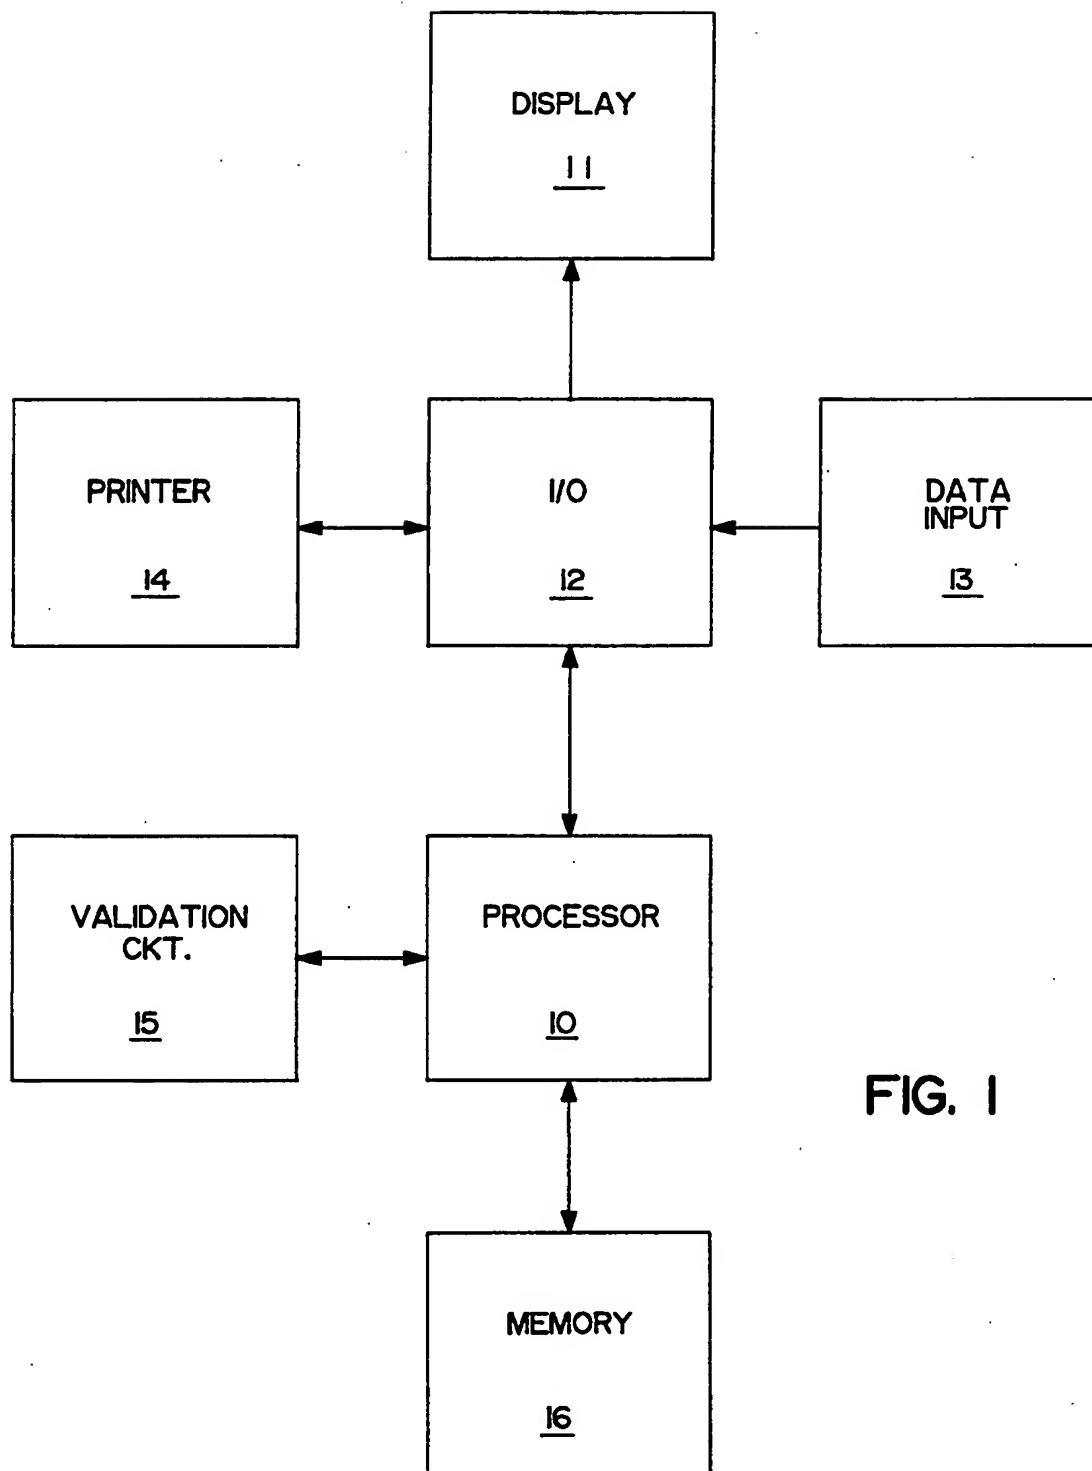 DISPLAY
11
PRINTER
14
I/O
12
DATA
INPUT
13
VALIDATION
CKT.
15
PROCESSOR
10
FIG. 1
MEMORY
16